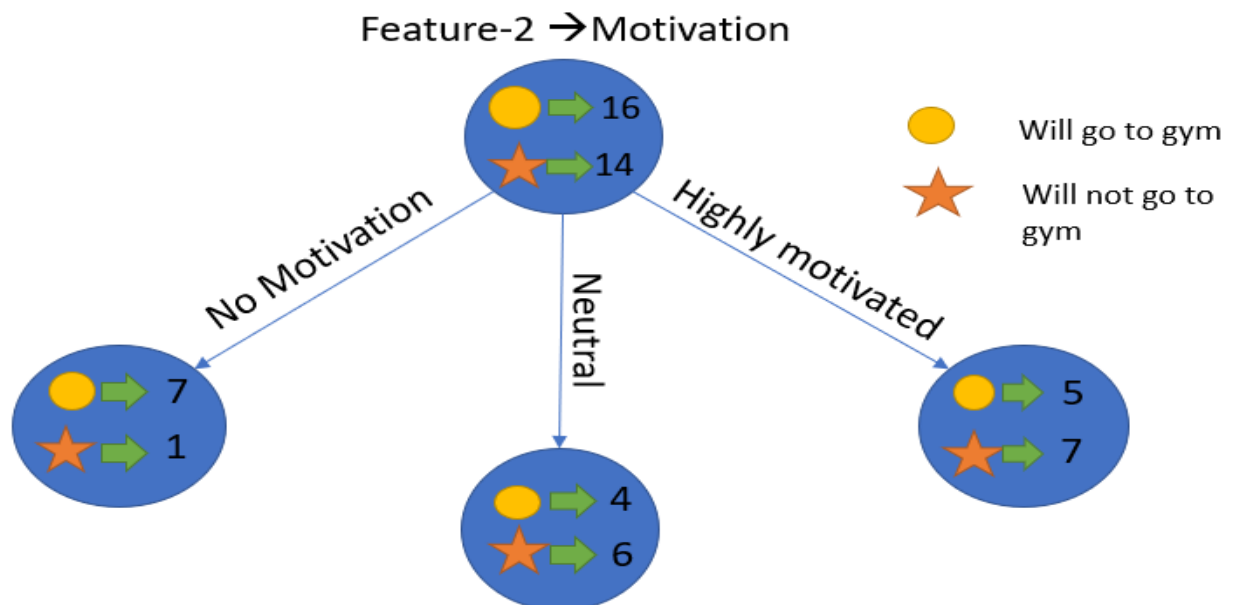 Feature-2 →Motivation
16
14
Will go to gym
Will not go to
gym
No Motivation
Neutral
Highly motivated
7
1
4
6
5
7